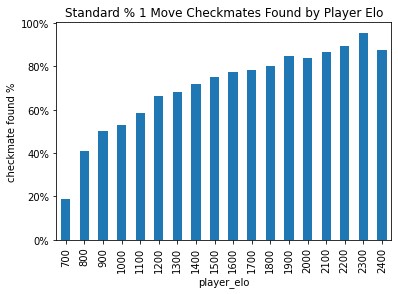 Standard % 1 Move Checkmates Found by Player Elo
100%
80%
60%
40%
20%
0%
checkmate found %
700 800 900 1000 1100 1200 1300 1400 1500 1600 1700 1800 1900 2000 2100 2200 2300 2400
player_elo